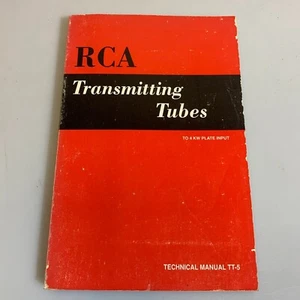 RCA
Transmitting
Tubes
TO 4 KW PLATE INPUT
TECHNICAL MANUAL TT-5